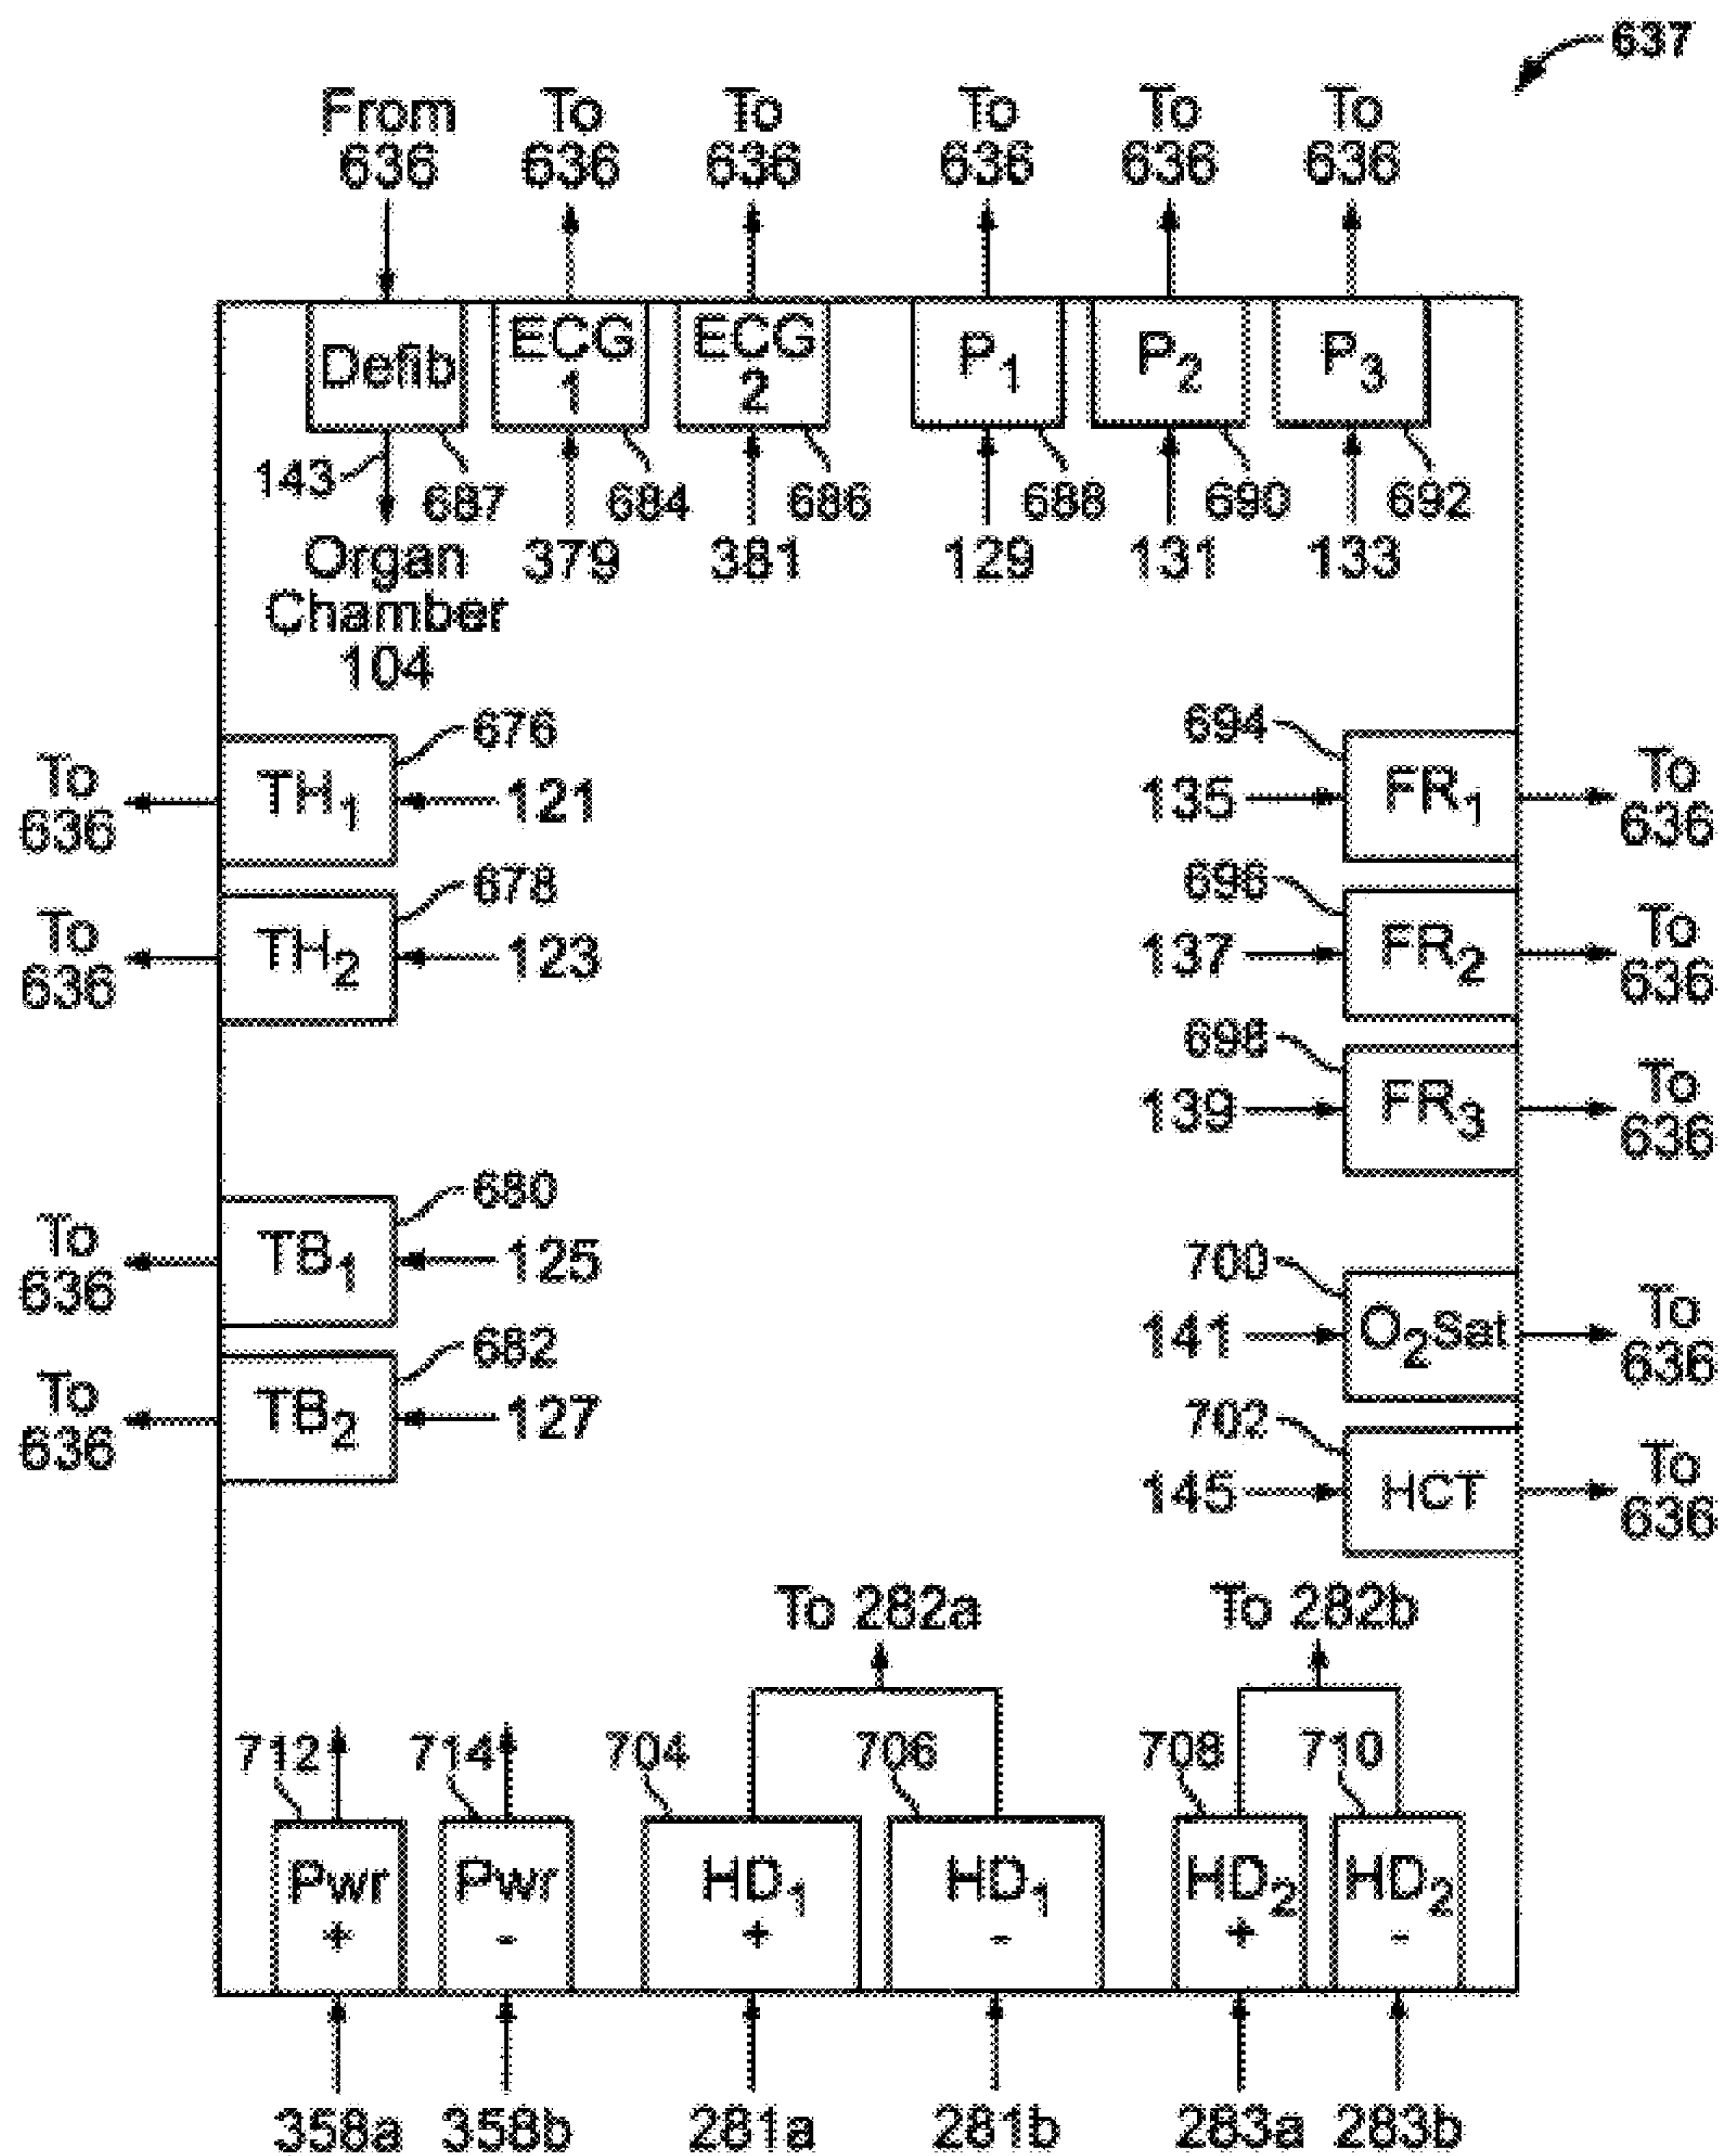 637
From 636
To 636
To 636
To 636
To 636
To 636
Defib
ECG 1
ECG 2
P1
P2
P3
143
687
684
686
688
690
692
Organ Chamber 104
379
381
129
131
133
To 636
TH1
676
121
694
135
FR1
To 636
To 636
TH2
678
123
696
137
FR2
To 636
698
139
FR3
To 636
To 636
TB1
680
125
700
141
O2Sat
To 636
To 636
TB2
682
127
702
145
HCT
To 636
To 282a
To 282b
712
714
704
706
708
710
Pwr +
Pwr -
HD1 +
HD1 -
HD2 +
HD2 -
358a
358b
281a
281b
283a
283b